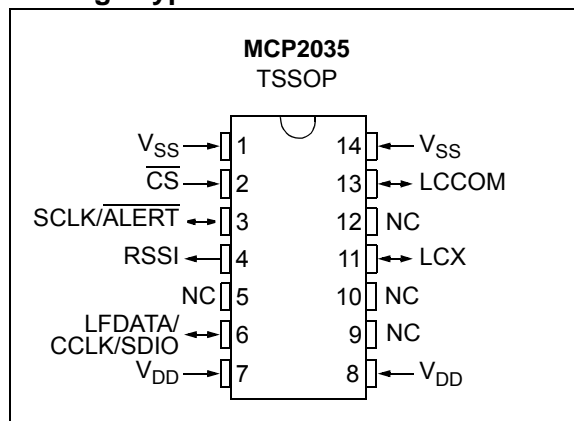 MCP2035
TSSOP
VSS 1 14 VSS
CS 2 13 LCCOM
SCLK/ALERT 3 12 NC
RSSI 4 11 LCX
NC 5 10 NC
LFDATA/
CCLK/SDIO 6 9 NC
VDD 7 8 VDD